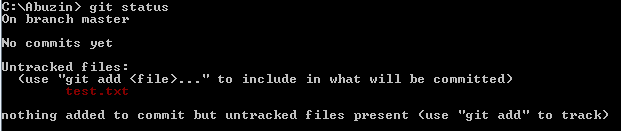 C:\Abuzin> git status
On branch master
No commits yet
Untracked files:
(use "git add <file>..." to include in what will be committed)
test.txt
nothing added to commit but untracked files present (use "git add" to track)